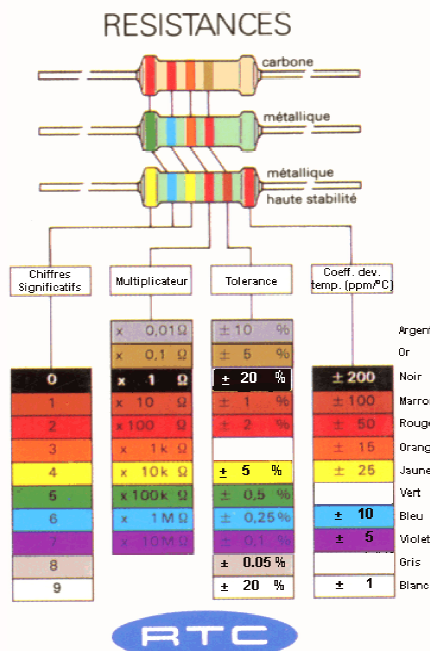 RESISTANCES
carbone
métallique
métallique
haute stabilité
Chiffres
Significatifs
Multiplicateur
Tolerance
Coeff. dev.
temp. (ppm/°C)
x 0,01 Ω ± 10 % Argent
x 0,1 Ω ± 5 % Or
0 x 1 Ω ± 20 % ± 200 Noir
1 x 10 Ω ± 1 % ± 100 Marron
2 x 100 Ω ± 2 % ± 50 Rouge
3 x 1 k Ω ± 15 Orang
4 x 10 k Ω ± 5 % ± 25 Jaune
5 x 100 k Ω ± 0,5 % Vert
6 x 1 M Ω ± 0,25 % ± 10 Bleu
7 x 10 M Ω ± 0,1 % ± 5 Violet
8 ± 0.05 % Gris
9 ± 20 % ± 1 Blanc
RTC